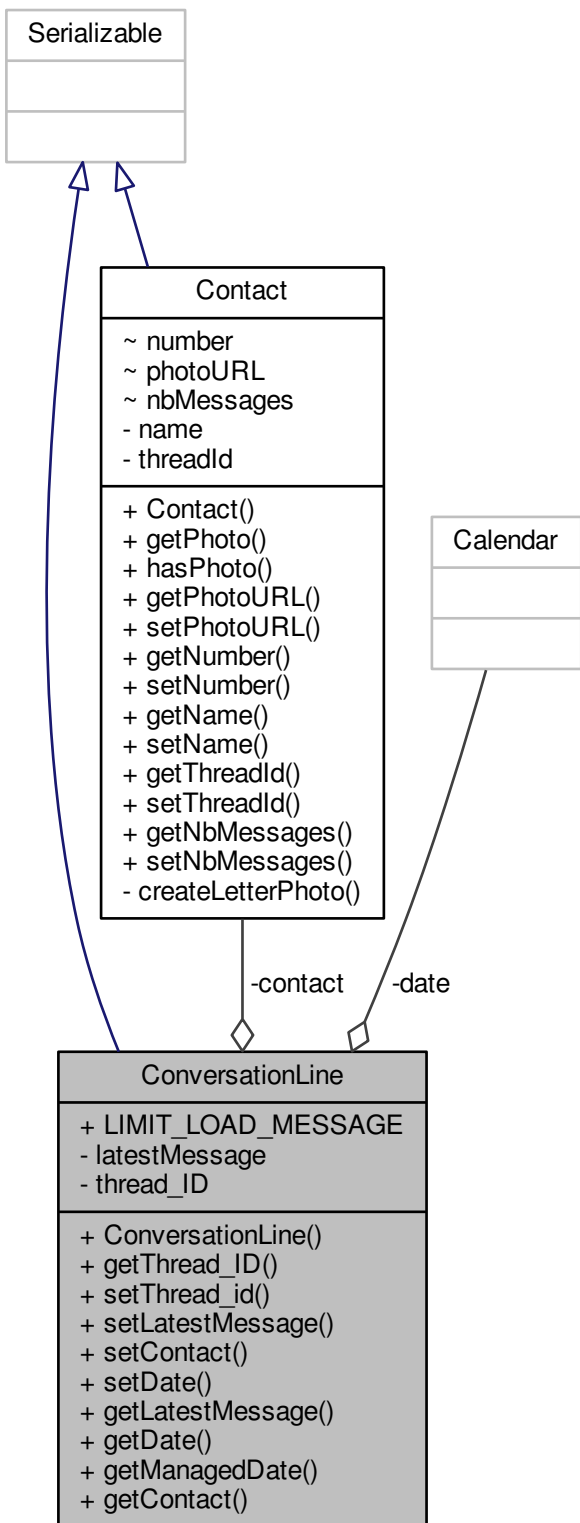 Serializable
Contact
~ number
~ photoURL
~ nbMessages
- name
- threadId
+ Contact()
+ getPhoto()
+ hasPhoto()
+ getPhotoURL()
+ setPhotoURL()
+ getNumber()
+ setNumber()
+ getName()
+ setName()
+ getThreadId()
+ setThreadId()
+ getNbMessages()
+ setNbMessages()
- createLetterPhoto()
Calendar
-contact
-date
ConversationLine
+ LIMIT_LOAD_MESSAGE
- latestMessage
- thread_ID
+ ConversationLine()
+ getThread_ID()
+ setThread_id()
+ setLatestMessage()
+ setContact()
+ setDate()
+ getLatestMessage()
+ getDate()
+ getManagedDate()
+ getContact()